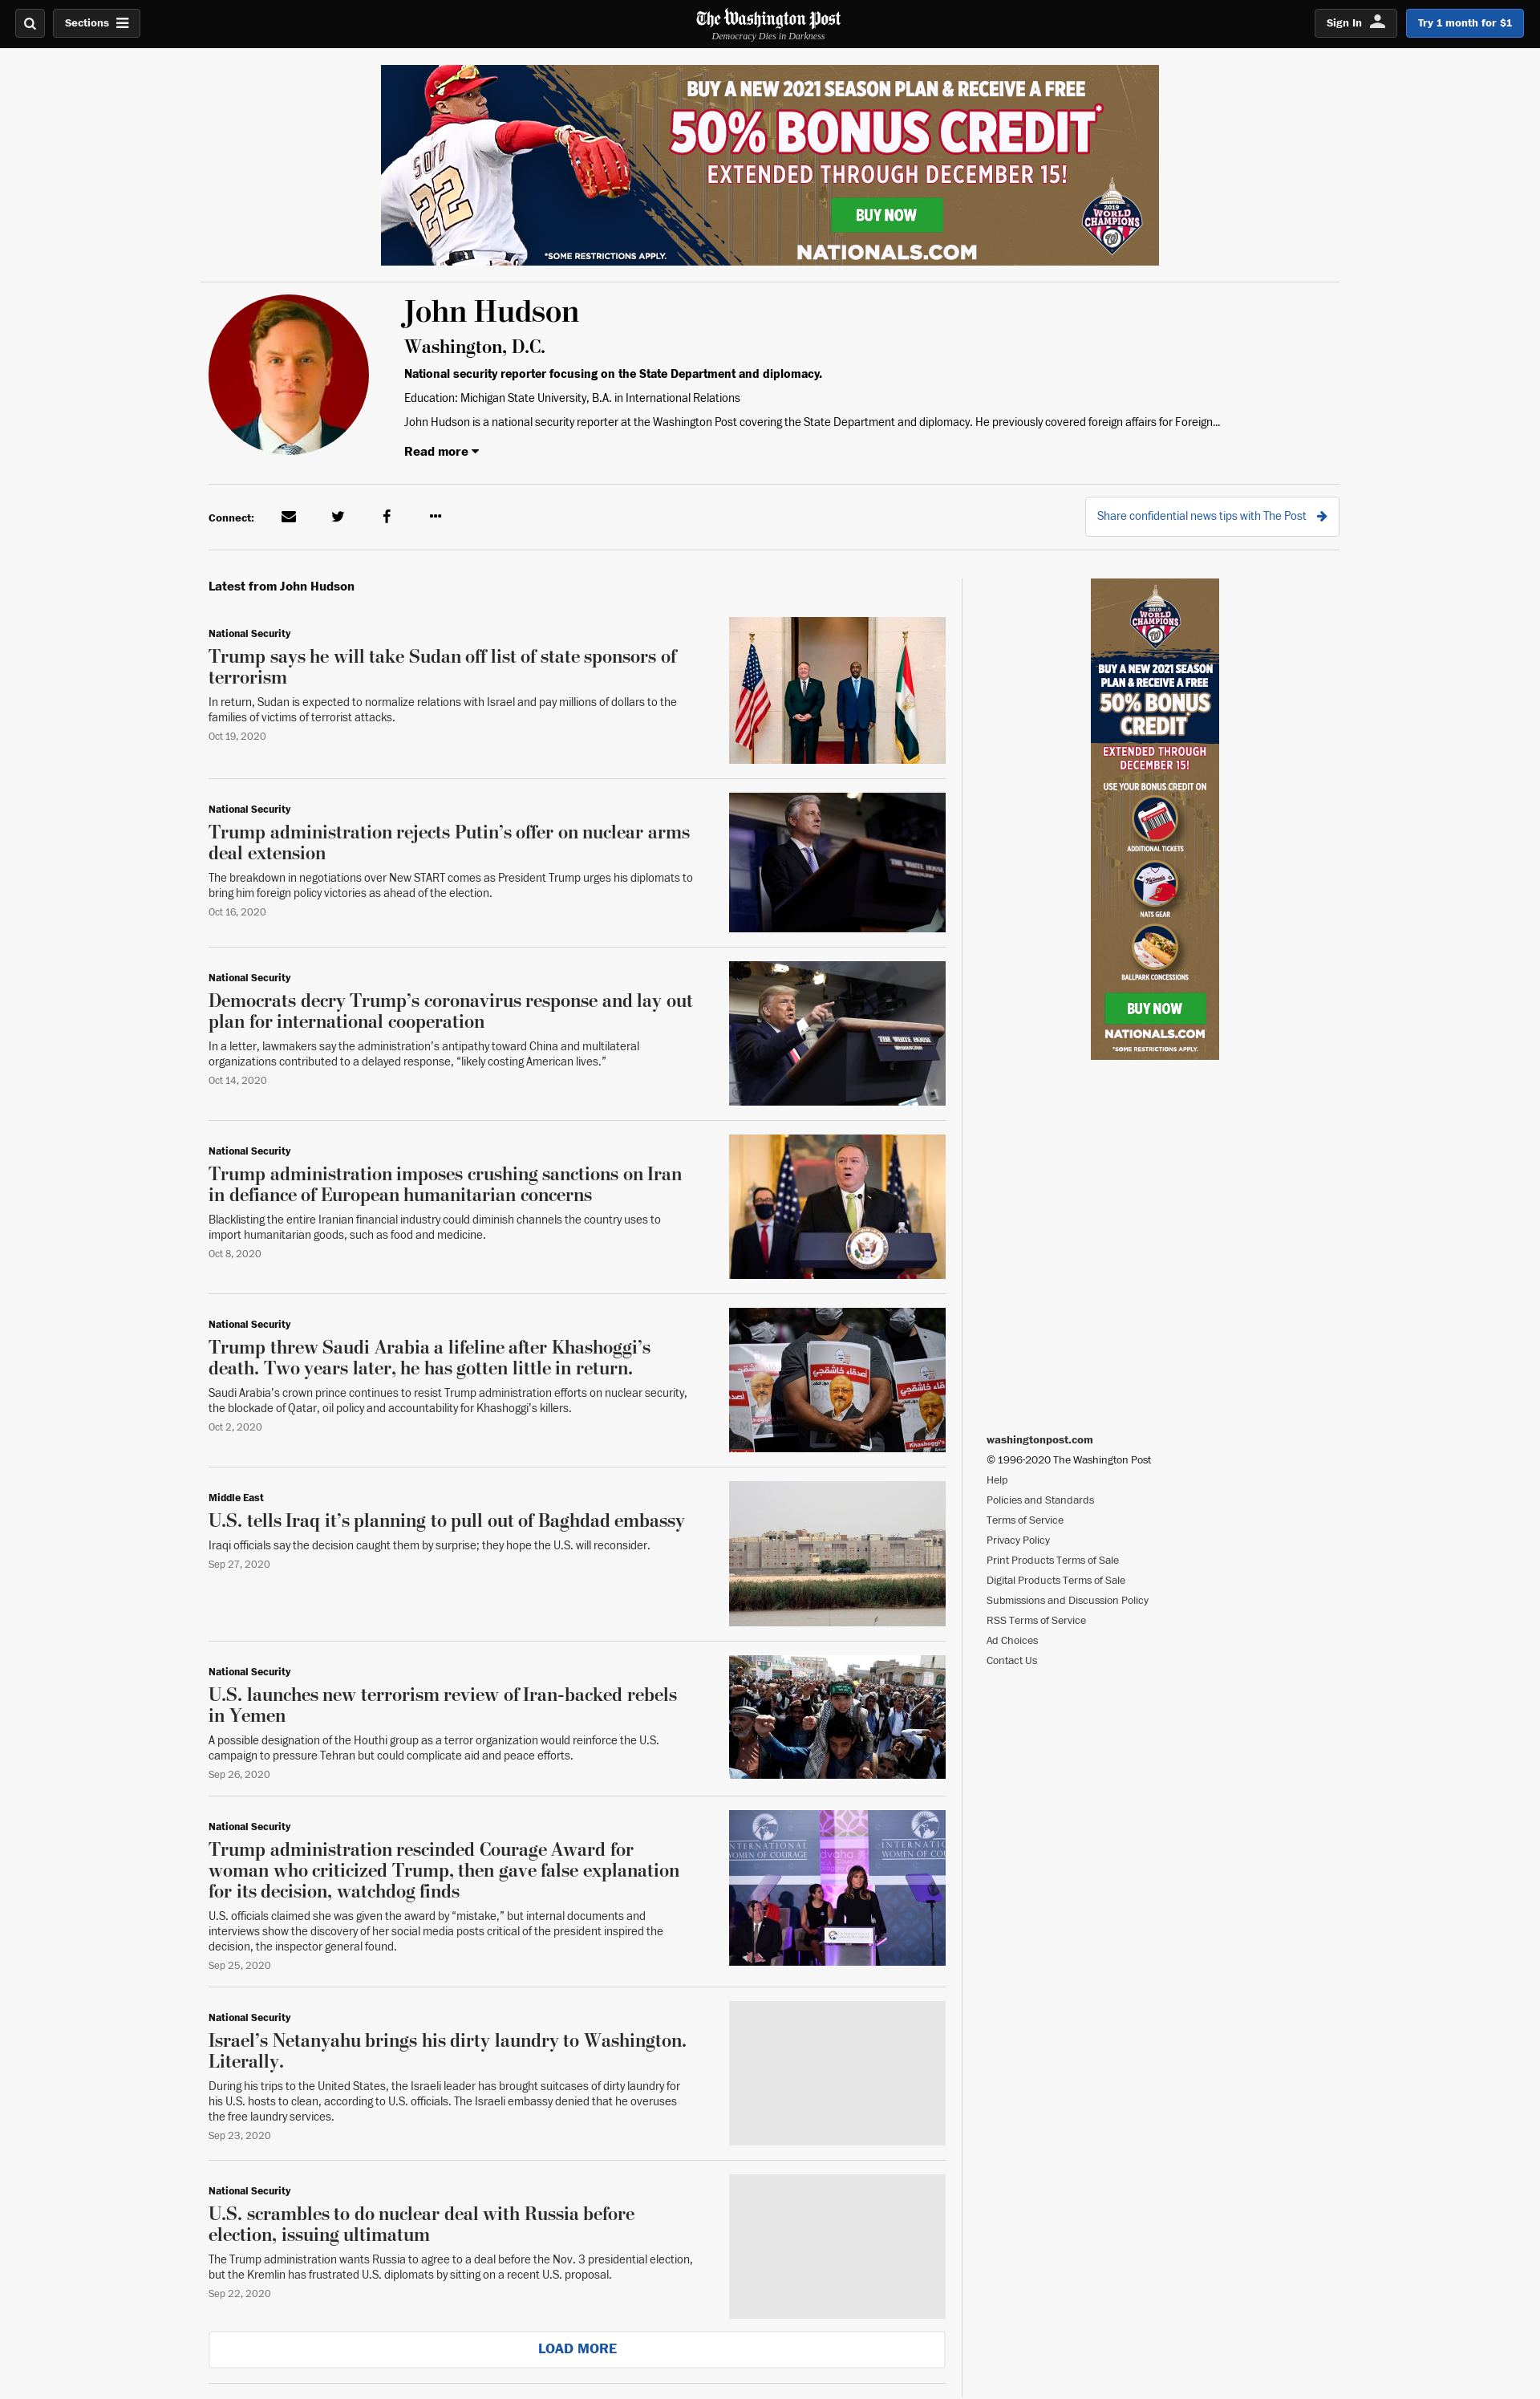 Sections
The Washington Post
Democracy Dies in Darkness
Sign In
Try 1 month for $1
BUY A NEW 2021 SEASON PLAN & RECEIVE A FREE
50% BONUS CREDIT*
EXTENDED THROUGH DECEMBER 15!
BUY NOW
*SOME RESTRICTIONS APPLY.
NATIONALS.COM
SOTO
22
2019
WORLD
CHAMPIONS
W
John Hudson
Washington, D.C.
National security reporter focusing on the State Department and diplomacy.
Education: Michigan State University, B.A. in International Relations
John Hudson is a national security reporter at the Washington Post covering the State Department and diplomacy. He previously covered foreign affairs for Foreign...
Read more
Connect:
Share confidential news tips with The Post
Latest from John Hudson
National Security
Trump says he will take Sudan off list of state sponsors of
terrorism
In return, Sudan is expected to normalize relations with Israel and pay millions of dollars to the
families of victims of terrorist attacks.
Oct 19, 2020
National Security
Trump administration rejects Putin’s offer on nuclear arms
deal extension
The breakdown in negotiations over New START comes as President Trump urges his diplomats to
bring him foreign policy victories as ahead of the election.
Oct 16, 2020
THE WHITE HOUSE
National Security
Democrats decry Trump’s coronavirus response and lay out
plan for international cooperation
In a letter, lawmakers say the administration’s antipathy toward China and multilateral
organizations contributed to a delayed response, “likely costing American lives.”
Oct 14, 2020
THE WHITE HOUSE
National Security
Trump administration imposes crushing sanctions on Iran
in defiance of European humanitarian concerns
Blacklisting the entire Iranian financial industry could diminish channels the country uses to
import humanitarian goods, such as food and medicine.
Oct 8, 2020
National Security
Trump threw Saudi Arabia a lifeline after Khashoggi’s
death. Two years later, he has gotten little in return.
Saudi Arabia’s crown prince continues to resist Trump administration efforts on nuclear security,
the blockade of Qatar, oil policy and accountability for Khashoggi’s killers.
Oct 2, 2020
أصدقاء خاشقجي
Khashoggi's
Middle East
U.S. tells Iraq it’s planning to pull out of Baghdad embassy
Iraqi officials say the decision caught them by surprise; they hope the U.S. will reconsider.
Sep 27, 2020
National Security
U.S. launches new terrorism review of Iran-backed rebels
in Yemen
A possible designation of the Houthi group as a terror organization would reinforce the U.S.
campaign to pressure Tehran but could complicate aid and peace efforts.
Sep 26, 2020
National Security
Trump administration rescinded Courage Award for
woman who criticized Trump, then gave false explanation
for its decision, watchdog finds
U.S. officials claimed she was given the award by “mistake,” but internal documents and
interviews show the discovery of her social media posts critical of the president inspired the
decision, the inspector general found.
Sep 25, 2020
INTERNATIONAL
WOMEN OF COURAGE
INTERNATIONAL
WOMEN OF COU
National Security
Israel’s Netanyahu brings his dirty laundry to Washington.
Literally.
During his trips to the United States, the Israeli leader has brought suitcases of dirty laundry for
his U.S. hosts to clean, according to U.S. officials. The Israeli embassy denied that he overuses
the free laundry services.
Sep 23, 2020
National Security
U.S. scrambles to do nuclear deal with Russia before
election, issuing ultimatum
The Trump administration wants Russia to agree to a deal before the Nov. 3 presidential election,
but the Kremlin has frustrated U.S. diplomats by sitting on a recent U.S. proposal.
Sep 22, 2020
LOAD MORE
2019
WORLD
CHAMPIONS
W
BUY A NEW 2021 SEASON
PLAN & RECEIVE A FREE
50% BONUS
CREDIT*
EXTENDED THROUGH
DECEMBER 15!
USE YOUR BONUS CREDIT ON
ADDITIONAL TICKETS
NATS GEAR
BALLPARK CONCESSIONS
BUY NOW
NATIONALS.COM
*SOME RESTRICTIONS APPLY.
washingtonpost.com
© 1996-2020 The Washington Post
Help
Policies and Standards
Terms of Service
Privacy Policy
Print Products Terms of Sale
Digital Products Terms of Sale
Submissions and Discussion Policy
RSS Terms of Service
Ad Choices
Contact Us